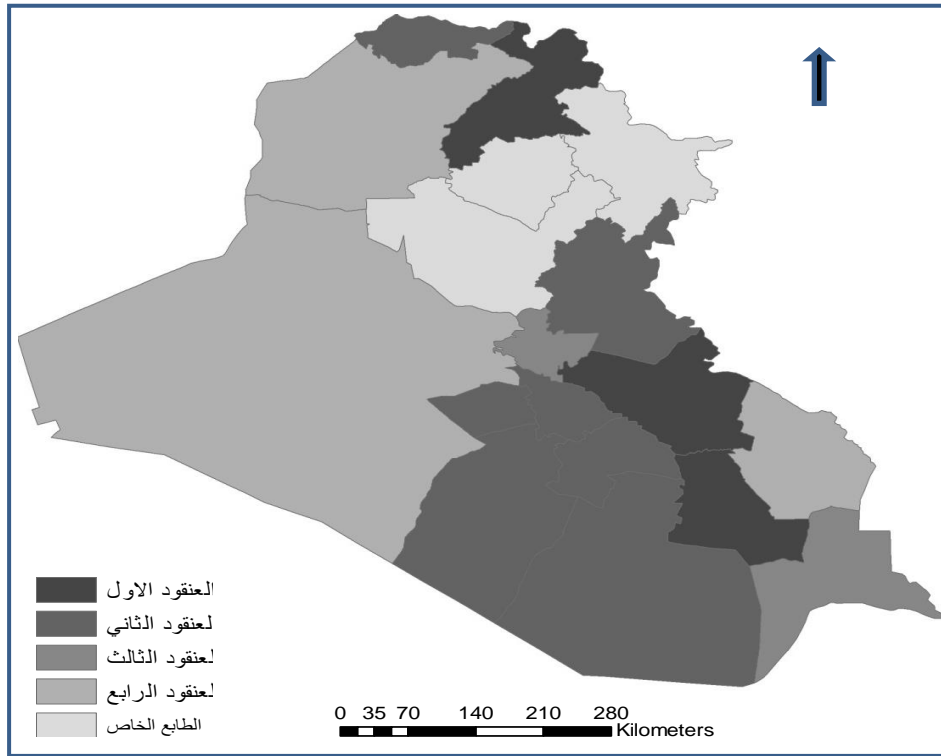 العنقود الاول
لعنقود الثاني
لعنقود الثالث
لعنقود الرابع
الطابع الخاص
0 35 70 140 210 280
Kilometers